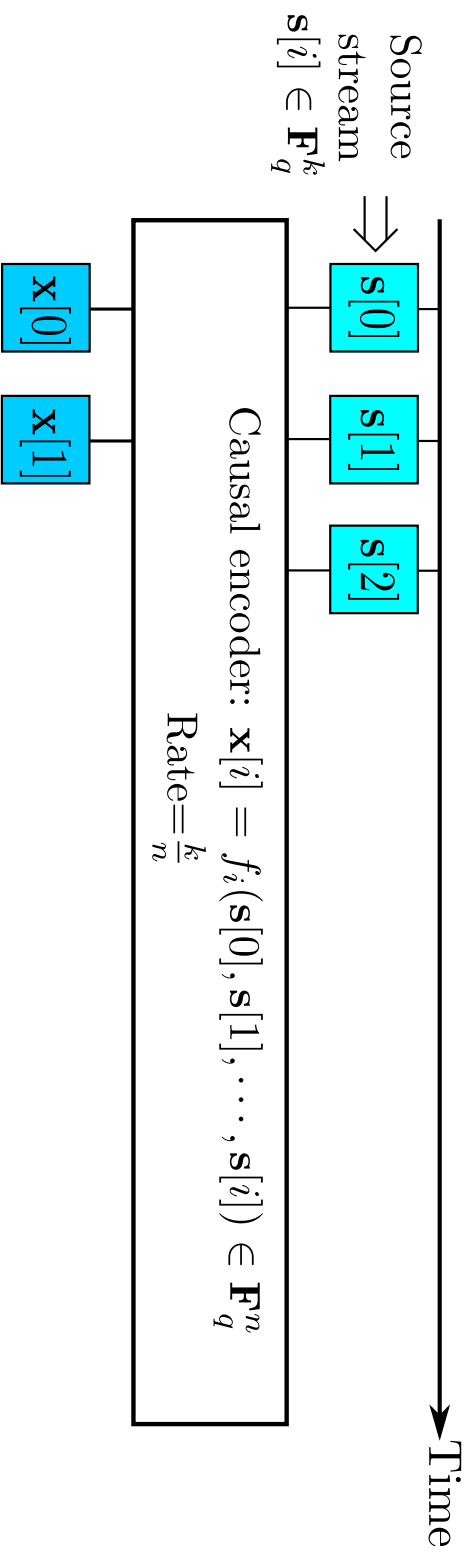 Time
Source
stream
s[i] ∈ F_q^k
s[0] s[1] s[2]
Causal encoder: x[i] = f_i(s[0], s[1], ⋯, s[i]) ∈ F_q^n
Rate=k/n
x[0] x[1]